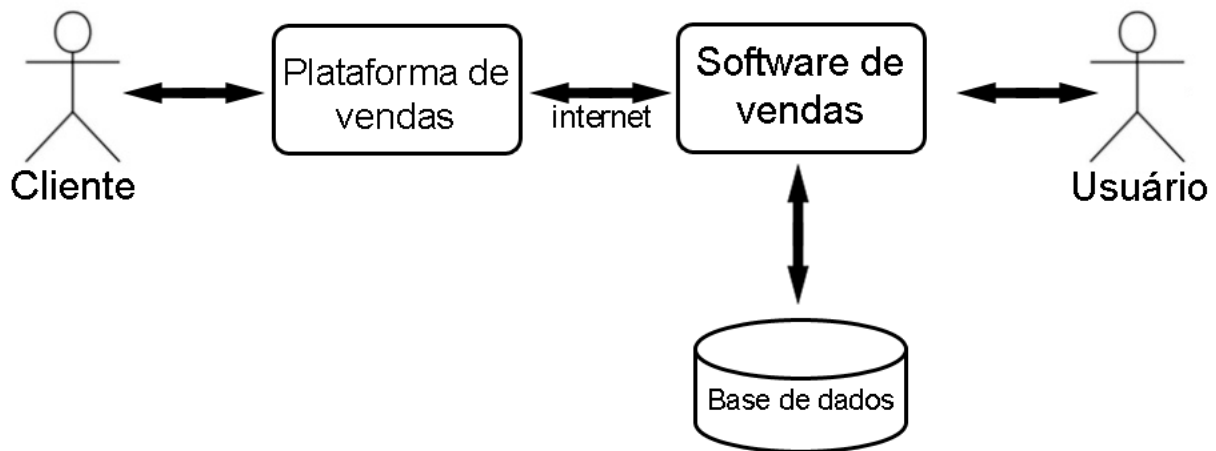 Plataforma de
vendas
internet
Software de
vendas
Cliente
Usuário
Base de dados